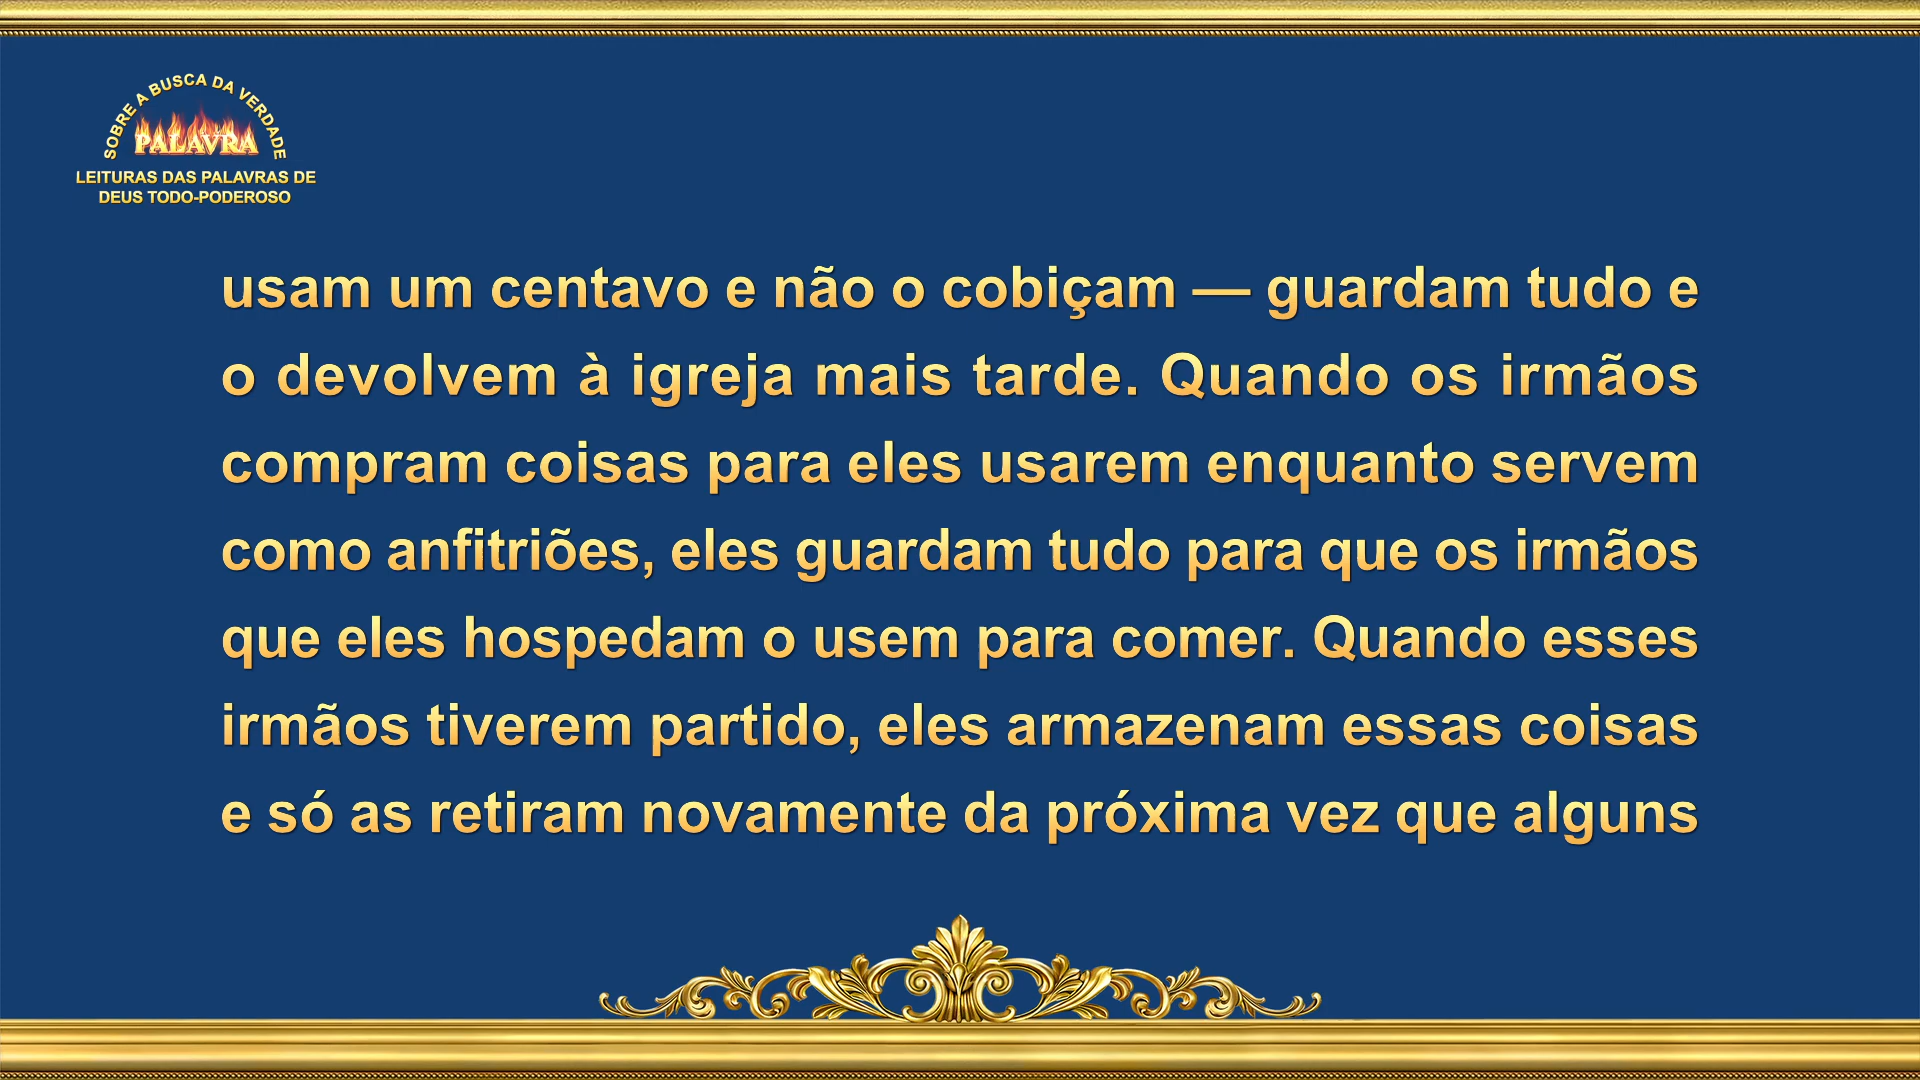 SOBRE A BUSCA DA VERDADE
PALAVRA
LEITURAS DAS PALAVRAS DE
DEUS TODO-PODEROSO
usam um centavo e não o cobiçam — guardam tudo e
o devolvem à igreja mais tarde. Quando os irmãos
compram coisas para eles usarem enquanto servem
como anfitriões, eles guardam tudo para que os irmãos
que eles hospedam o usem para comer. Quando esses
irmãos tiverem partido, eles armazenam essas coisas
e só as retiram novamente da próxima vez que alguns